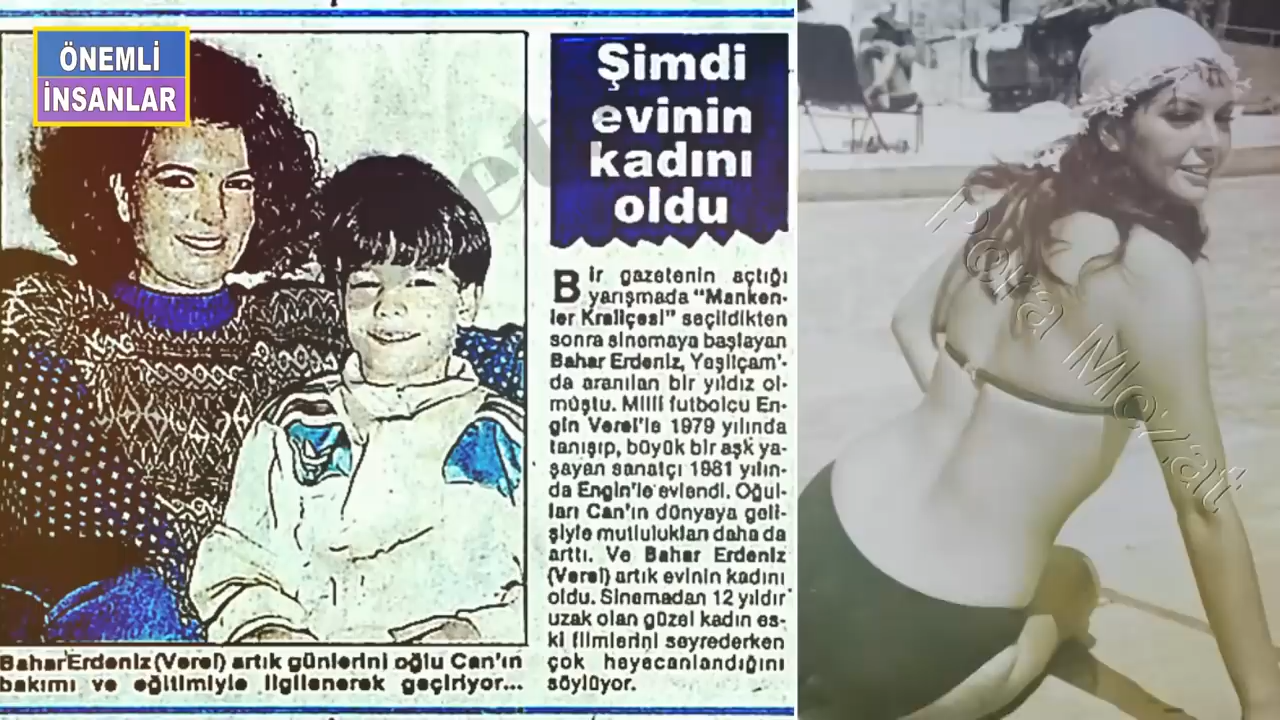 ÖNEMLİ
İNSANLAR
Şimdi
evinin
kadını
oldu
Bir gazetenin açtığı
yarışmada "Manken-
ler Kraliçesi" seçildikten
sonra sinemaya başlayan
Bahar Erdeniz, Yeşilçam'-
da aranılan bir yıldız ol-
muştu. Milli futbolcu En-
gin Verel'le 1979 yılında
tanışıp, büyük bir aşk ya-
şayan sanatçı 1981 yılın-
da Engin'le evlendi. Oğul-
ları Can'ın dünyaya geli-
şiyle mutlulukları daha da
arttı. Ve Bahar Erdeniz
(Verel) artık evinin kadını
oldu. Sinemadan 12 yıldır
uzak olan güzel kadın es-
ki filmlerini seyrederken
çok heyecanlandığını
söylüyor.
Bahar Erdeniz (Verel) artık günlerini oğlu Can'ın
bakımı ve eğitimiyle ilgilenerek geçiriyor...
Pera Mezat